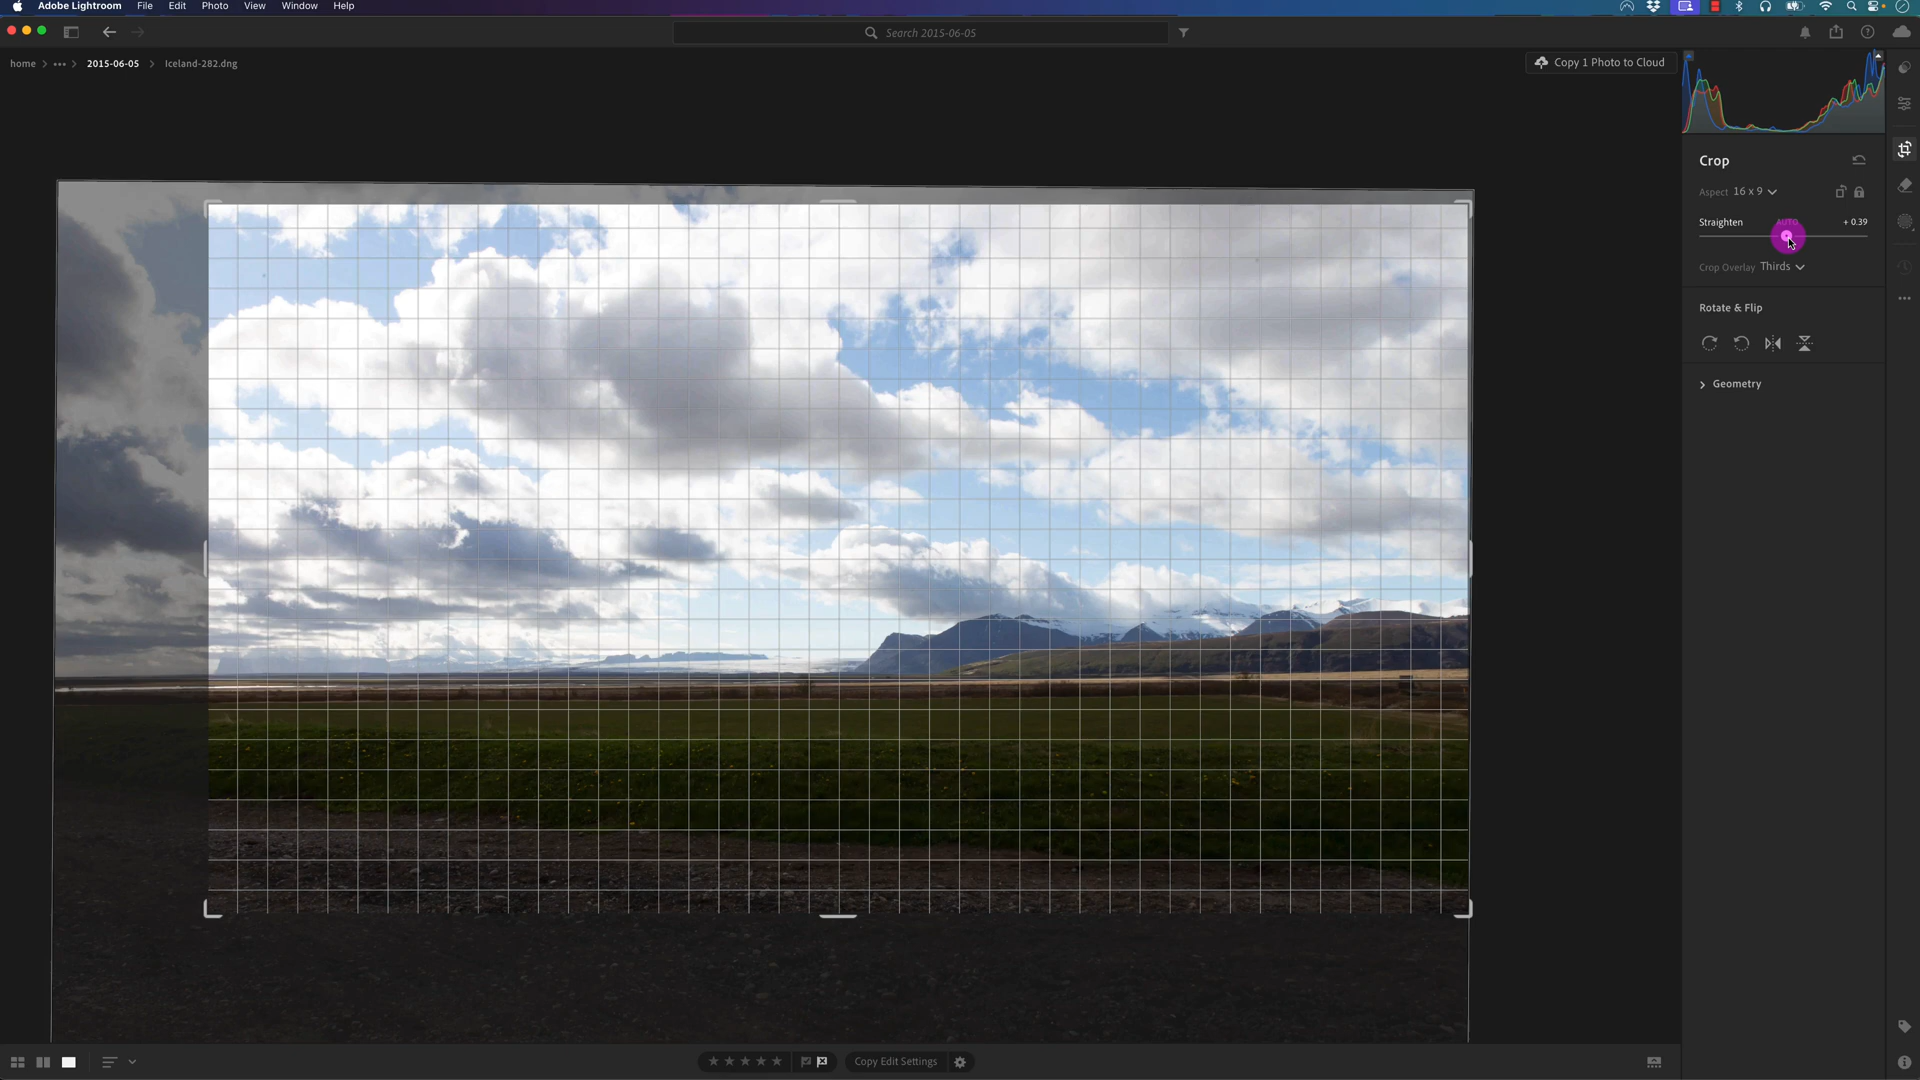 Adobe Lightroom File Edit Photo View Window Help
Search 2015-06-05
home > ••• > 2015-06-05 > Iceland-282.dng
Copy 1 Photo to Cloud
Crop
Aspect 16 x 9
Straighten AUTO + 0.39
Crop Overlay Thirds
Rotate & Flip
Geometry
Copy Edit Settings